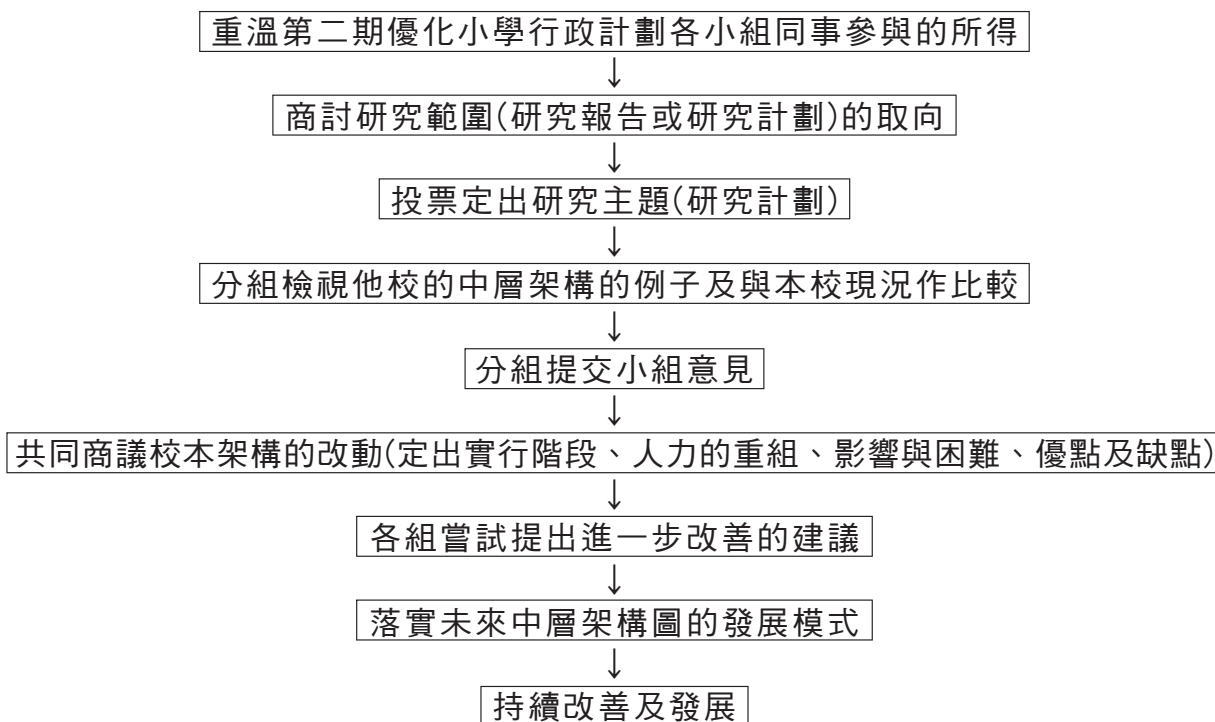 重溫第二期優化小學行政計劃各小組同事參與的所得
↓
商討研究範圍(研究報告或研究計劃)的取向
↓
投票定出研究主題(研究計劃)
↓
分組檢視他校的中層架構的例子及與本校現況作比較
↓
分組提交小組意見
↓
共同商議校本架構的改動(定出實行階段、人力的重組、影響與困難、優點及缺點)
↓
各組嘗試提出進一步改善的建議
↓
落實未來中層架構圖的發展模式
↓
持續改善及發展